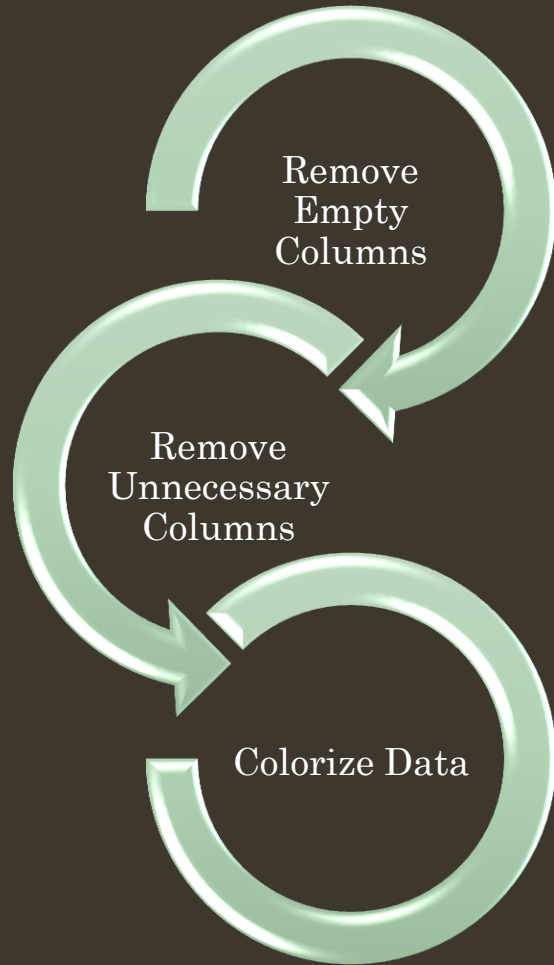 Remove
Empty
Columns
Remove
Unnecessary
Columns
Colorize Data